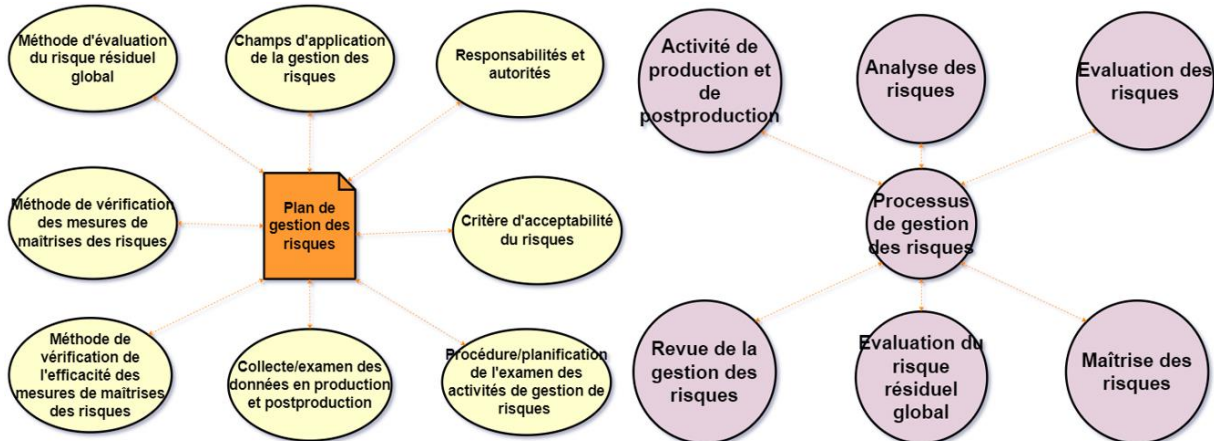 Méthode d'évaluation
du risque résiduel
global
Champs d'application
de la gestion des
risques
Responsabilités et
autorités
Méthode de vérification
des mesures de
maîtrises des risques
Plan de
gestion des
risques
Critère d'acceptabilité
du risques
Méthode de
vérification de
l'efficacité des
mesures de maîtrises
des risques
Collecte/examen des
données en production
et postproduction
Procédure/planification
de l'examen des
activités de gestion de
risques
Activité de
production et
de
postproduction
Analyse des
risques
Evaluation des
risques
Processus
de gestion
des risques
Revue de la
gestion des
risques
Evaluation du
risque
résiduel
global
Maîtrise des
risques